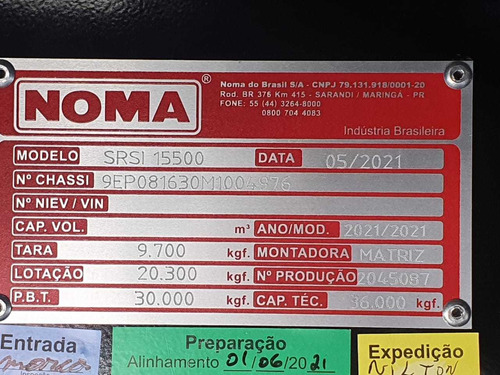 NOMA®
Noma do Brasil S/A - CNPJ 79.131.918/0001-20
Rod. BR 376 Km 415 - SARANDI / MARINGÁ - PR
FONE: 55 (44) 3264-8000
0800 704 4083
Indústria Brasileira
MODELO SRSI 15500 DATA 05/2021
Nº CHASSI 9EP081630M1004976
Nº NIEV / VIN
CAP. VOL. m³ ANO/MOD. 2021/2021
TARA 9.700 kgf. MONTADORA MATRIZ
LOTAÇÃO 20.300 kgf. Nº PRODUÇÃO 2045087
P.B.T. 30.000 kgf. CAP. TÉC. 36.000 kgf.
Entrada
Preparação
Alinhamento 01/06/2021
Expedição
NILTON